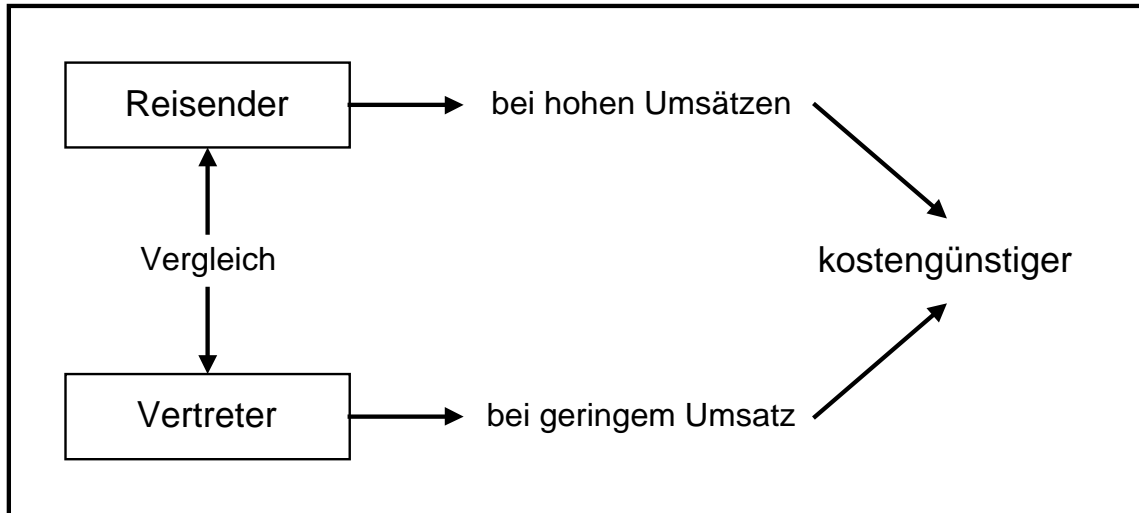 Reisender
bei hohen Umsätzen
Vergleich
kostengünstiger
Vertreter
bei geringem Umsatz